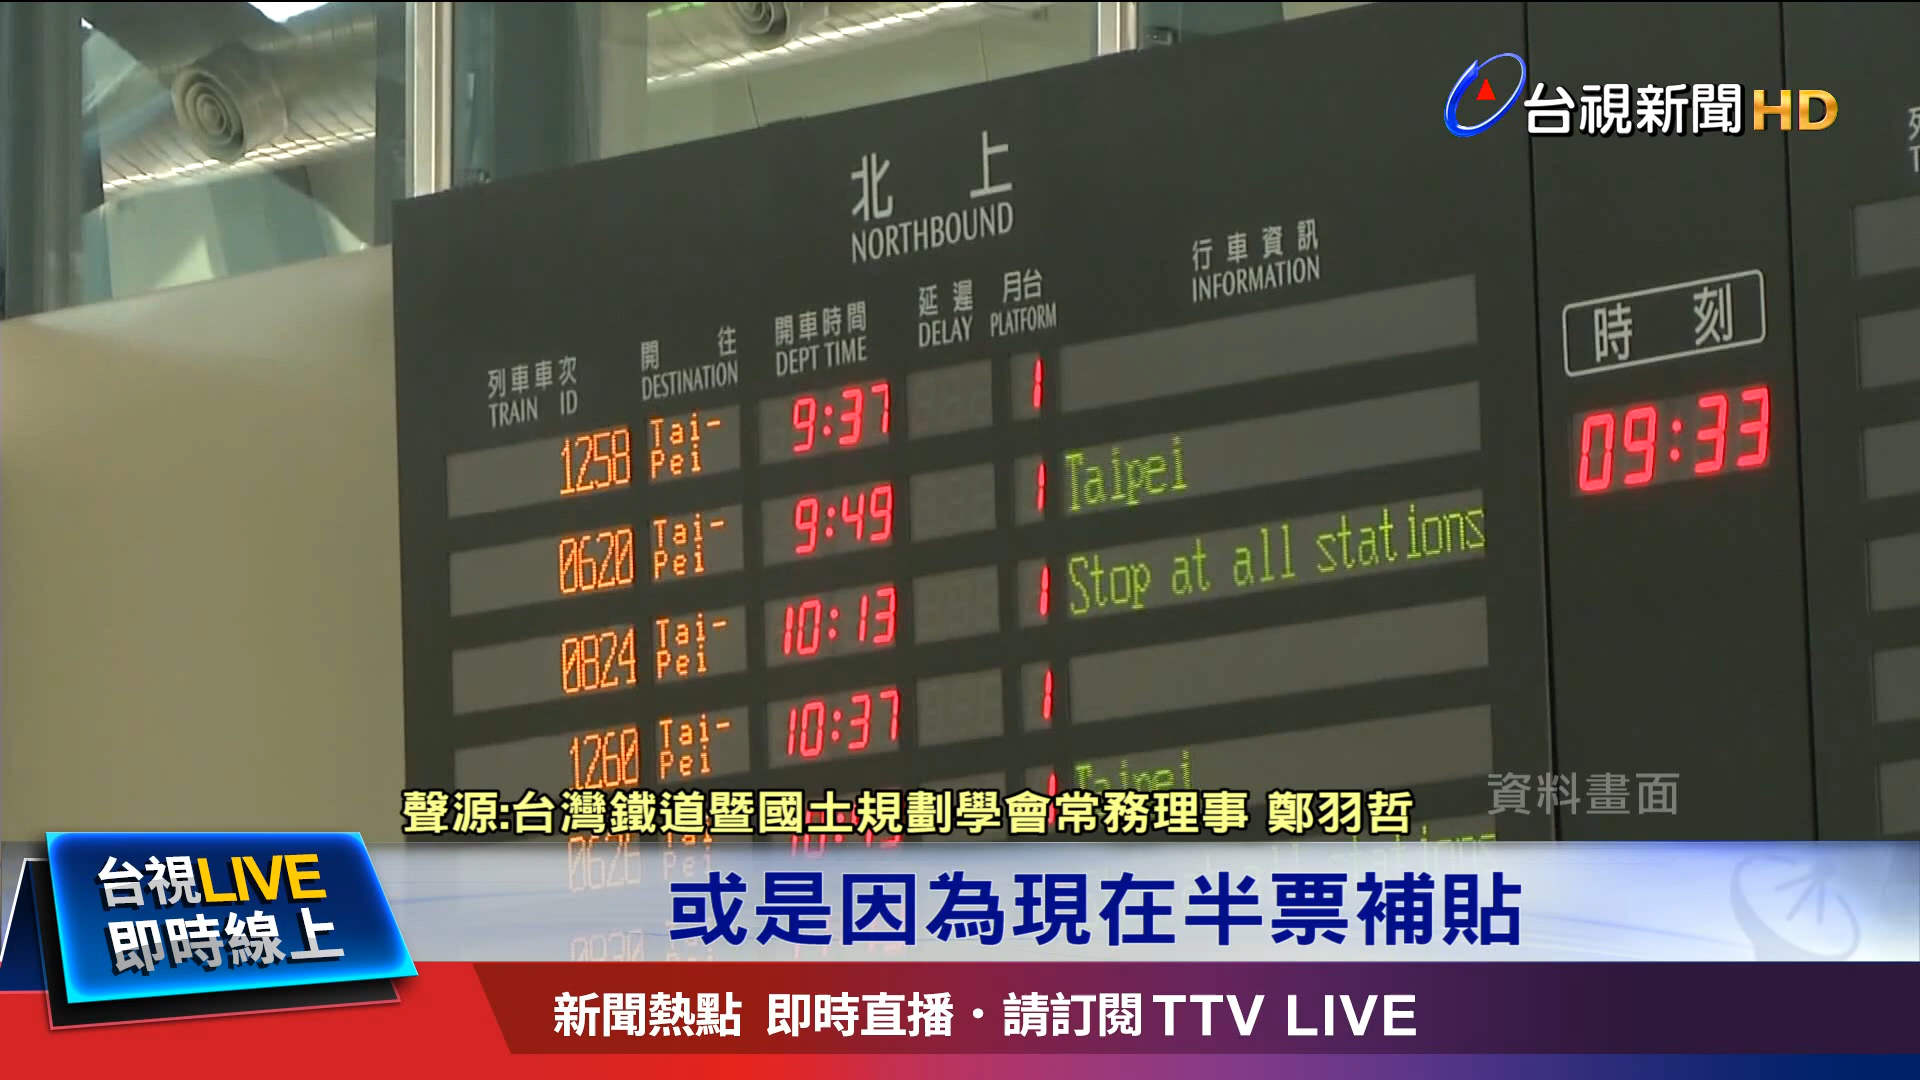 台視新聞HD
北上
NORTHBOUND
列車車次 開往 開車時間 延遲 月台 行車資訊
TRAIN ID DESTINATION DEPT TIME DELAY PLATFORM INFORMATION
時刻
09:33
1258 Tai-Pei 9:37 1
0620 Tai-Pei 9:49 1 Taipei
0824 Tai-Pei 10:13 1 Stop at all stations
1260 Tai-Pei 10:37 1
0626 1 Taipei
資料畫面
聲源:台灣鐵道暨國土規劃學會常務理事 鄭羽哲
台視LIVE
即時線上
或是因為現在半票補貼
新聞熱點 即時直播・請訂閱TTV LIVE